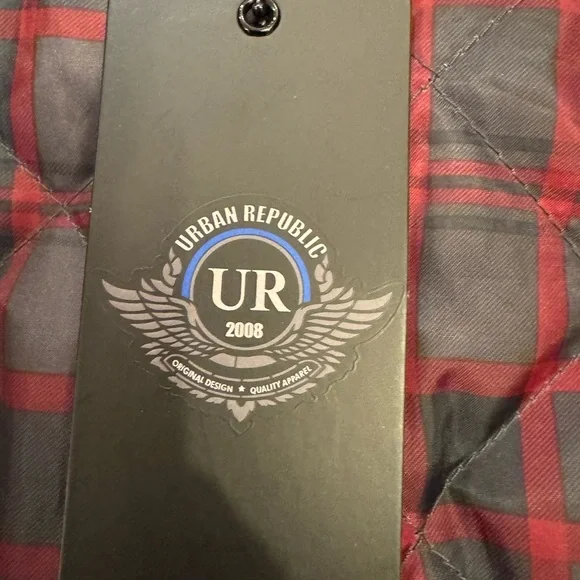 URBAN REPUBLIC
UR
2008
ORIGINAL DESIGN ★ QUALITY APPAREL